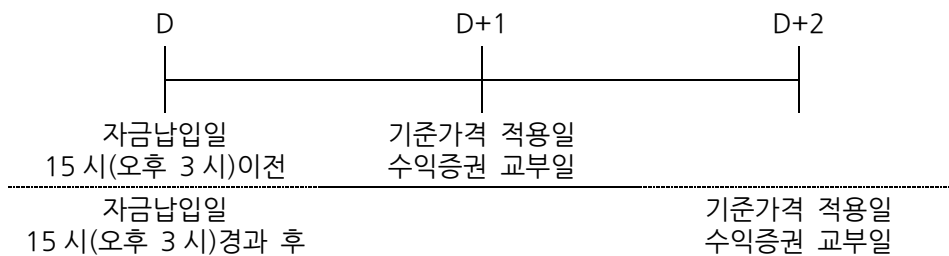 D D+1 D+2
자금납입일 기준가격 적용일
15 시(오후 3 시)이전 수익증권 교부일
자금납입일 기준가격 적용일
15 시(오후 3 시)경과 후 수익증권 교부일